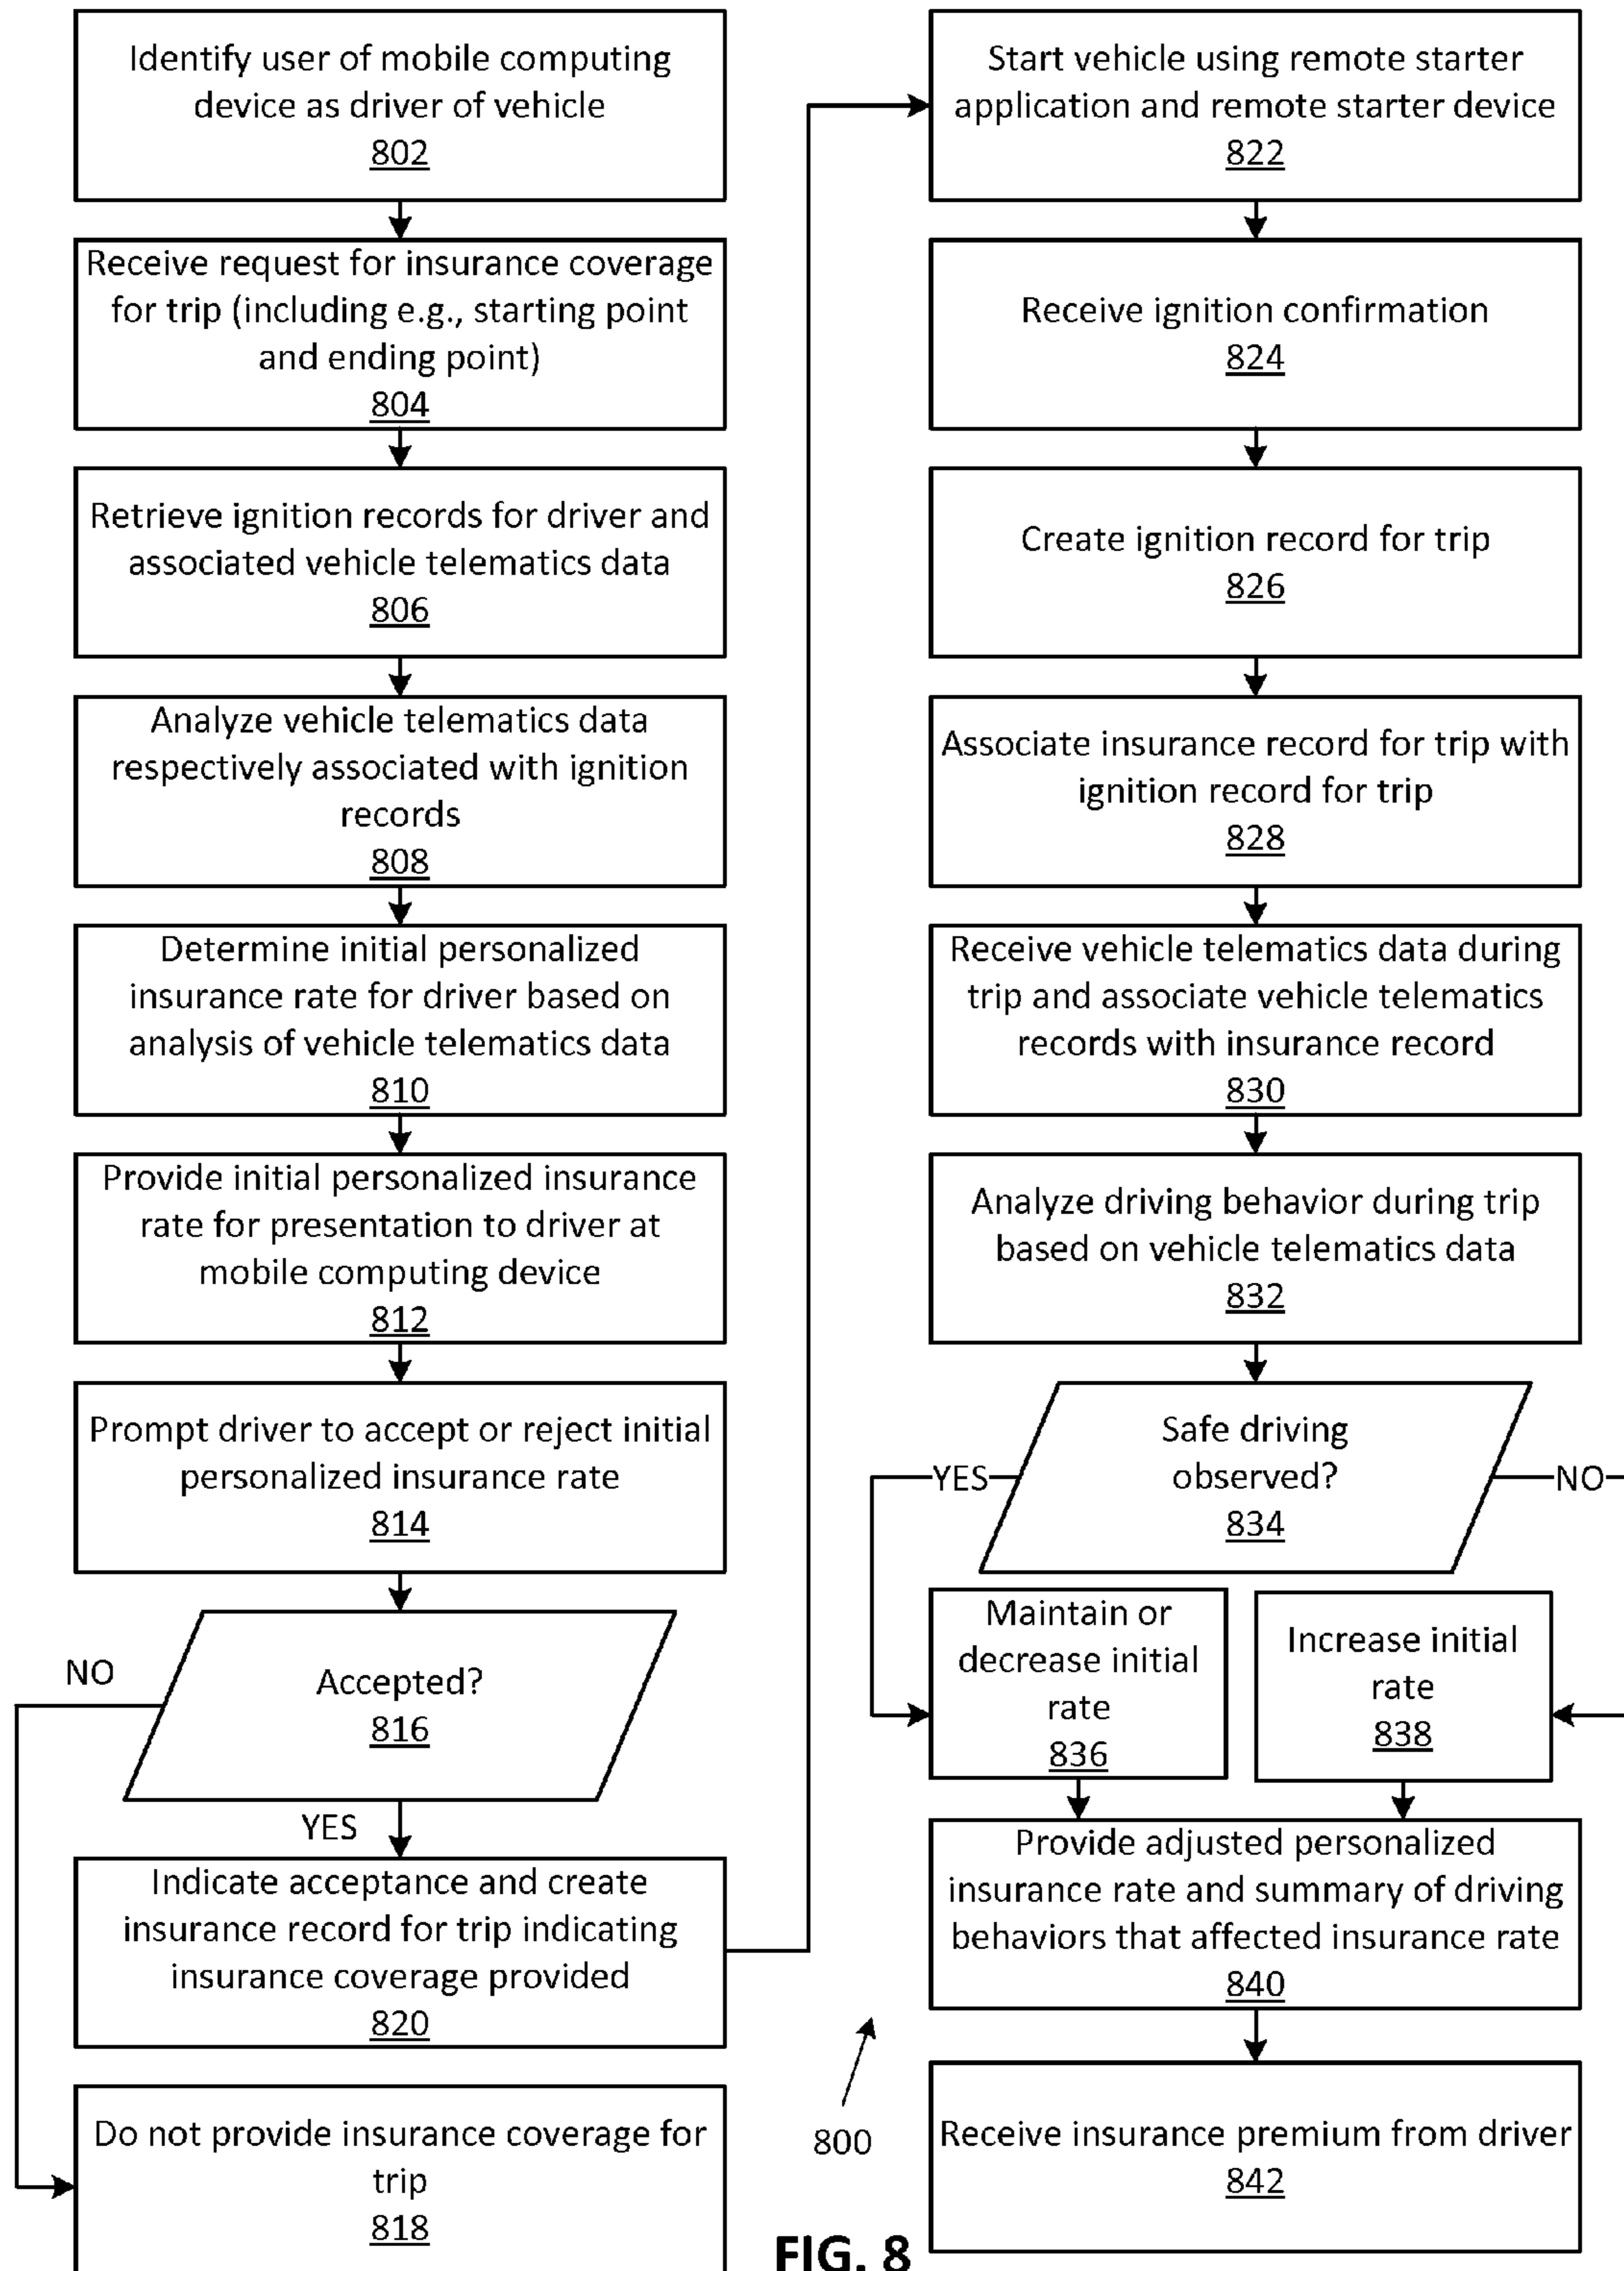 Identify user of mobile computing
device as driver of vehicle
802
Receive request for insurance coverage
for trip (including e.g., starting point
and ending point)
804
Retrieve ignition records for driver and
associated vehicle telematics data
806
Analyze vehicle telematics data
respectively associated with ignition
records
808
Determine initial personalized
insurance rate for driver based on
analysis of vehicle telematics data
810
Provide initial personalized insurance
rate for presentation to driver at
mobile computing device
812
Prompt driver to accept or reject initial
personalized insurance rate
814
NO
Accepted?
816
YES
Indicate acceptance and create
insurance record for trip indicating
insurance coverage provided
820
Do not provide insurance coverage for
trip
818
Start vehicle using remote starter
application and remote starter device
822
Receive ignition confirmation
824
Create ignition record for trip
826
Associate insurance record for trip with
ignition record for trip
828
Receive vehicle telematics data during
trip and associate vehicle telematics
records with insurance record
830
Analyze driving behavior during trip
based on vehicle telematics data
832
Safe driving
observed?
834
YES
NO
Maintain or
decrease initial
rate
836
Increase initial
rate
838
Provide adjusted personalized
insurance rate and summary of driving
behaviors that affected insurance rate
840
Receive insurance premium from driver
842
800
FIG. 8